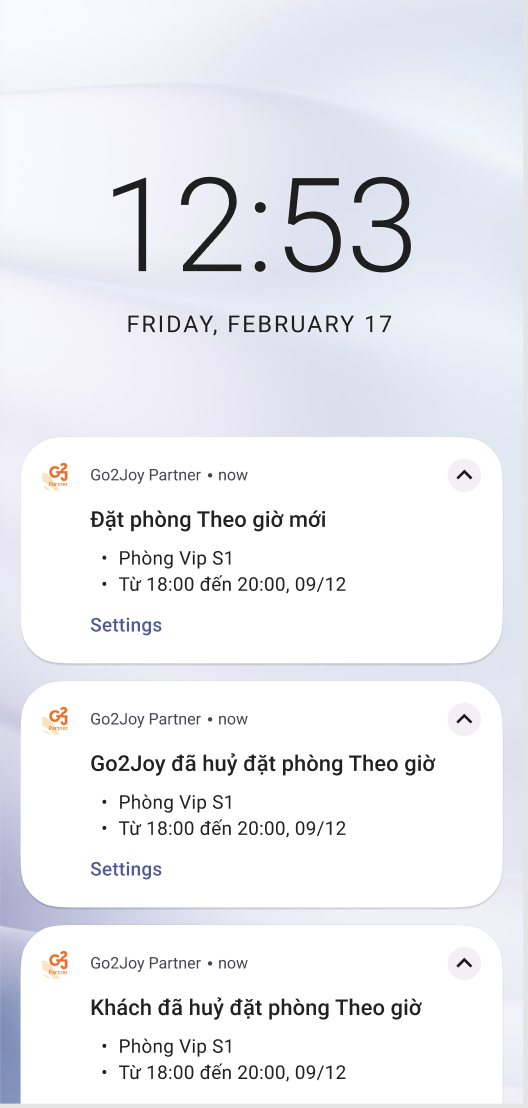 12:53
FRIDAY, FEBRUARY 17
G2J Partner
Go2Joy Partner • now
Đặt phòng Theo giờ mới
• Phòng Vip S1
• Từ 18:00 đến 20:00, 09/12
Settings
G2J Partner
Go2Joy Partner • now
Go2Joy đã huỷ đặt phòng Theo giờ
• Phòng Vip S1
• Từ 18:00 đến 20:00, 09/12
Settings
G2J Partner
Go2Joy Partner • now
Khách đã huỷ đặt phòng Theo giờ
• Phòng Vip S1
• Từ 18:00 đến 20:00, 09/12